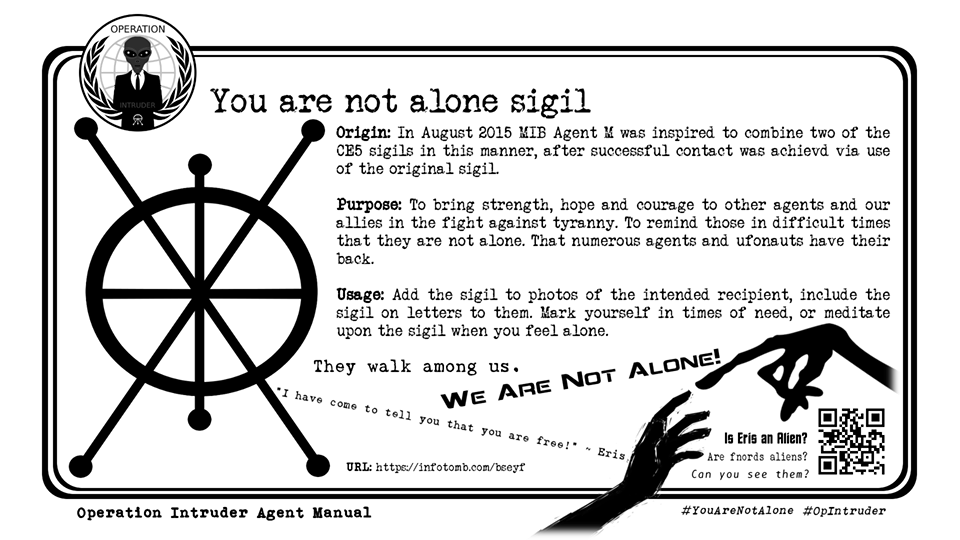 OPERATION
INTRUDER
You are not alone sigil
Origin: In August 2015 MIB Agent M was inspired to combine two of the
CE5 sigils in this manner, after successful contact was achievd via use
of the original sigil.
Purpose: To bring strength, hope and courage to other agents and our
allies in the fight against tyranny. To remind those in difficult times
that they are not alone. That numerous agents and ufonauts have their
back.
Usage: Add the sigil to photos of the intended recipient, include the
sigil on letters to them. Mark yourself in times of need, or meditate
upon the sigil when you feel alone.
They walk among us.
We Are Not Alone!
"I have come to tell you that you are free!" ~ Eris
Is Eris an Alien?
Are fnords aliens?
Can you see them?
URL: https://infotomb.com/bseyf
Operation Intruder Agent Manual
#YouAreNotAlone #OpIntruder